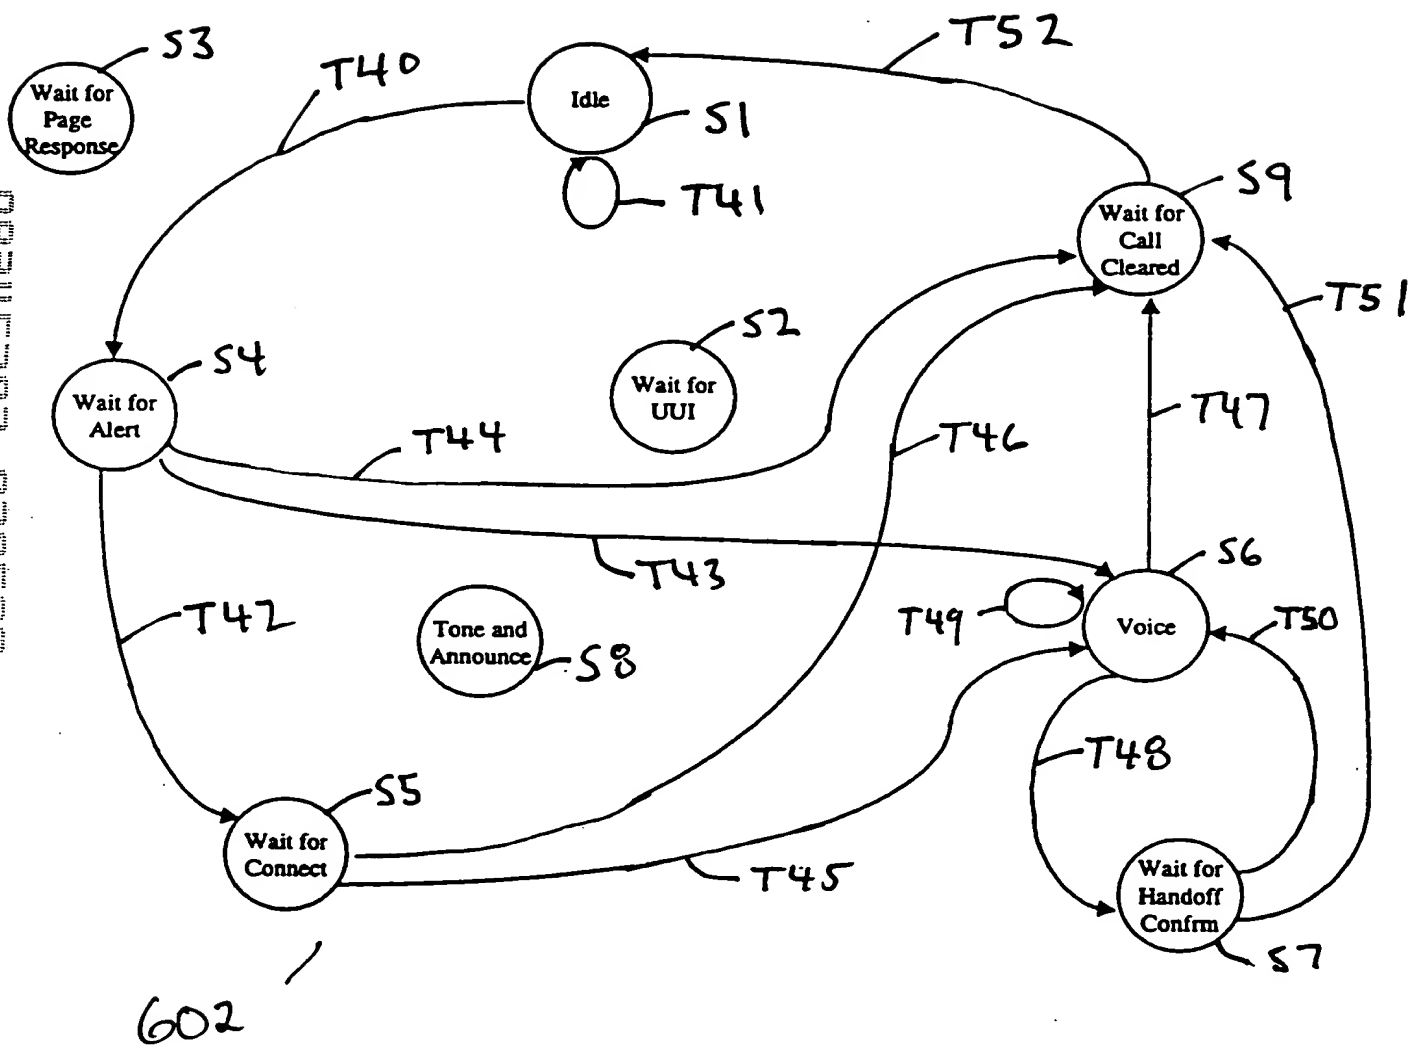 S3
Wait for
Page
Response
T40
Idle
S1
T41
T52
S9
Wait for
Call
Cleared
T51
S4
Wait for
Alert
S2
Wait for
UUI
T44
T46
T47
T43
S6
Voice
T49
T50
T42
Tone and
Announce
S8
T48
S5
Wait for
Connect
T45
Wait for
Handoff
Confrm
S7
602